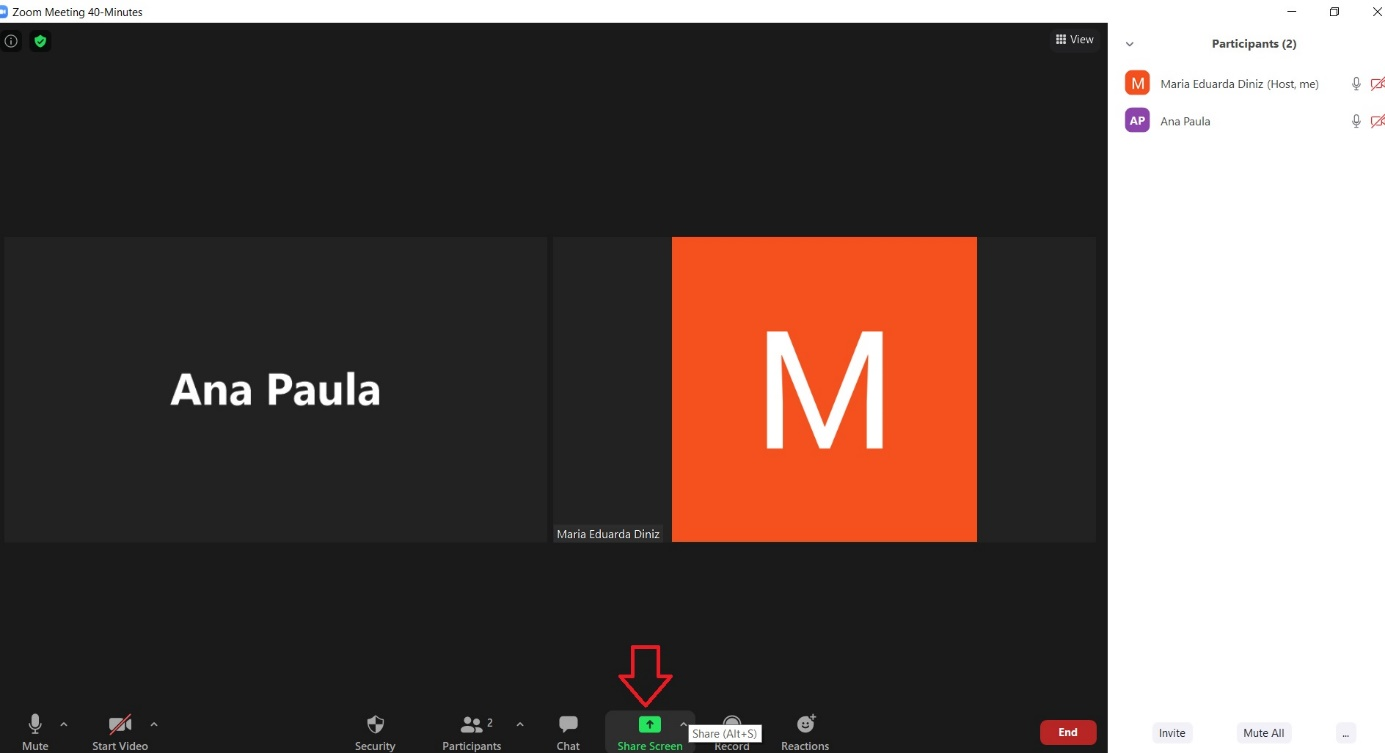 Zoom Meeting 40-Minutes
View
Participants (2)
M Maria Eduarda Diniz (Host, me)
AP Ana Paula
Ana Paula
M
Maria Eduarda Diniz
Mute
Start Video
Security
Participants 2
Chat
Share Screen
Share (Alt+S)
Record
Reactions
End
Invite
Mute All
...